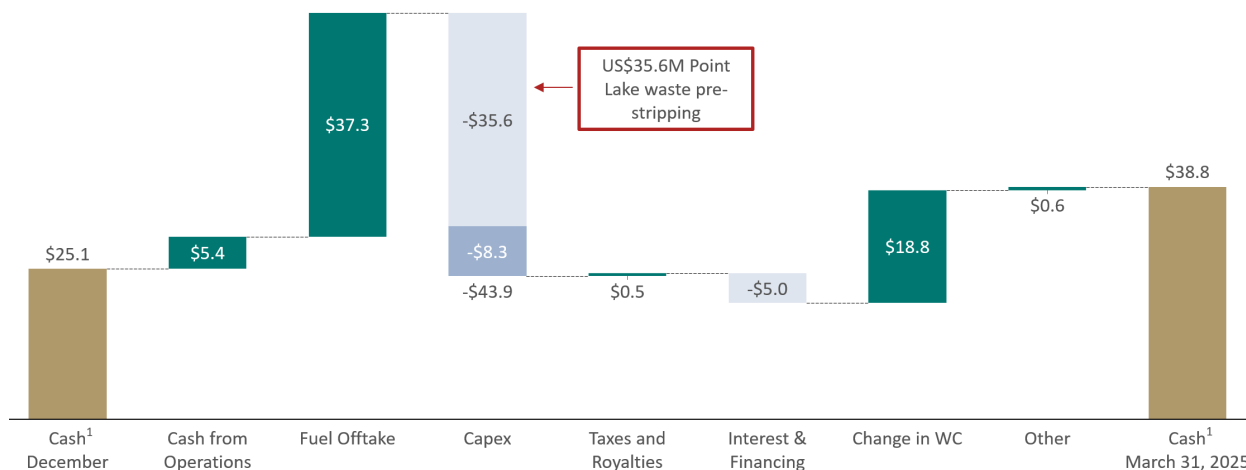 US$35.6M Point
Lake waste pre-
stripping
$37.3
-$35.6
$38.8
$25.1
$5.4
-$8.3
-$43.9
$0.5
-$5.0
$18.8
$0.6
Cash¹
December
Cash from
Operations
Fuel Offtake
Capex
Taxes and
Royalties
Interest &
Financing
Change in WC
Other
Cash¹
March 31, 2025